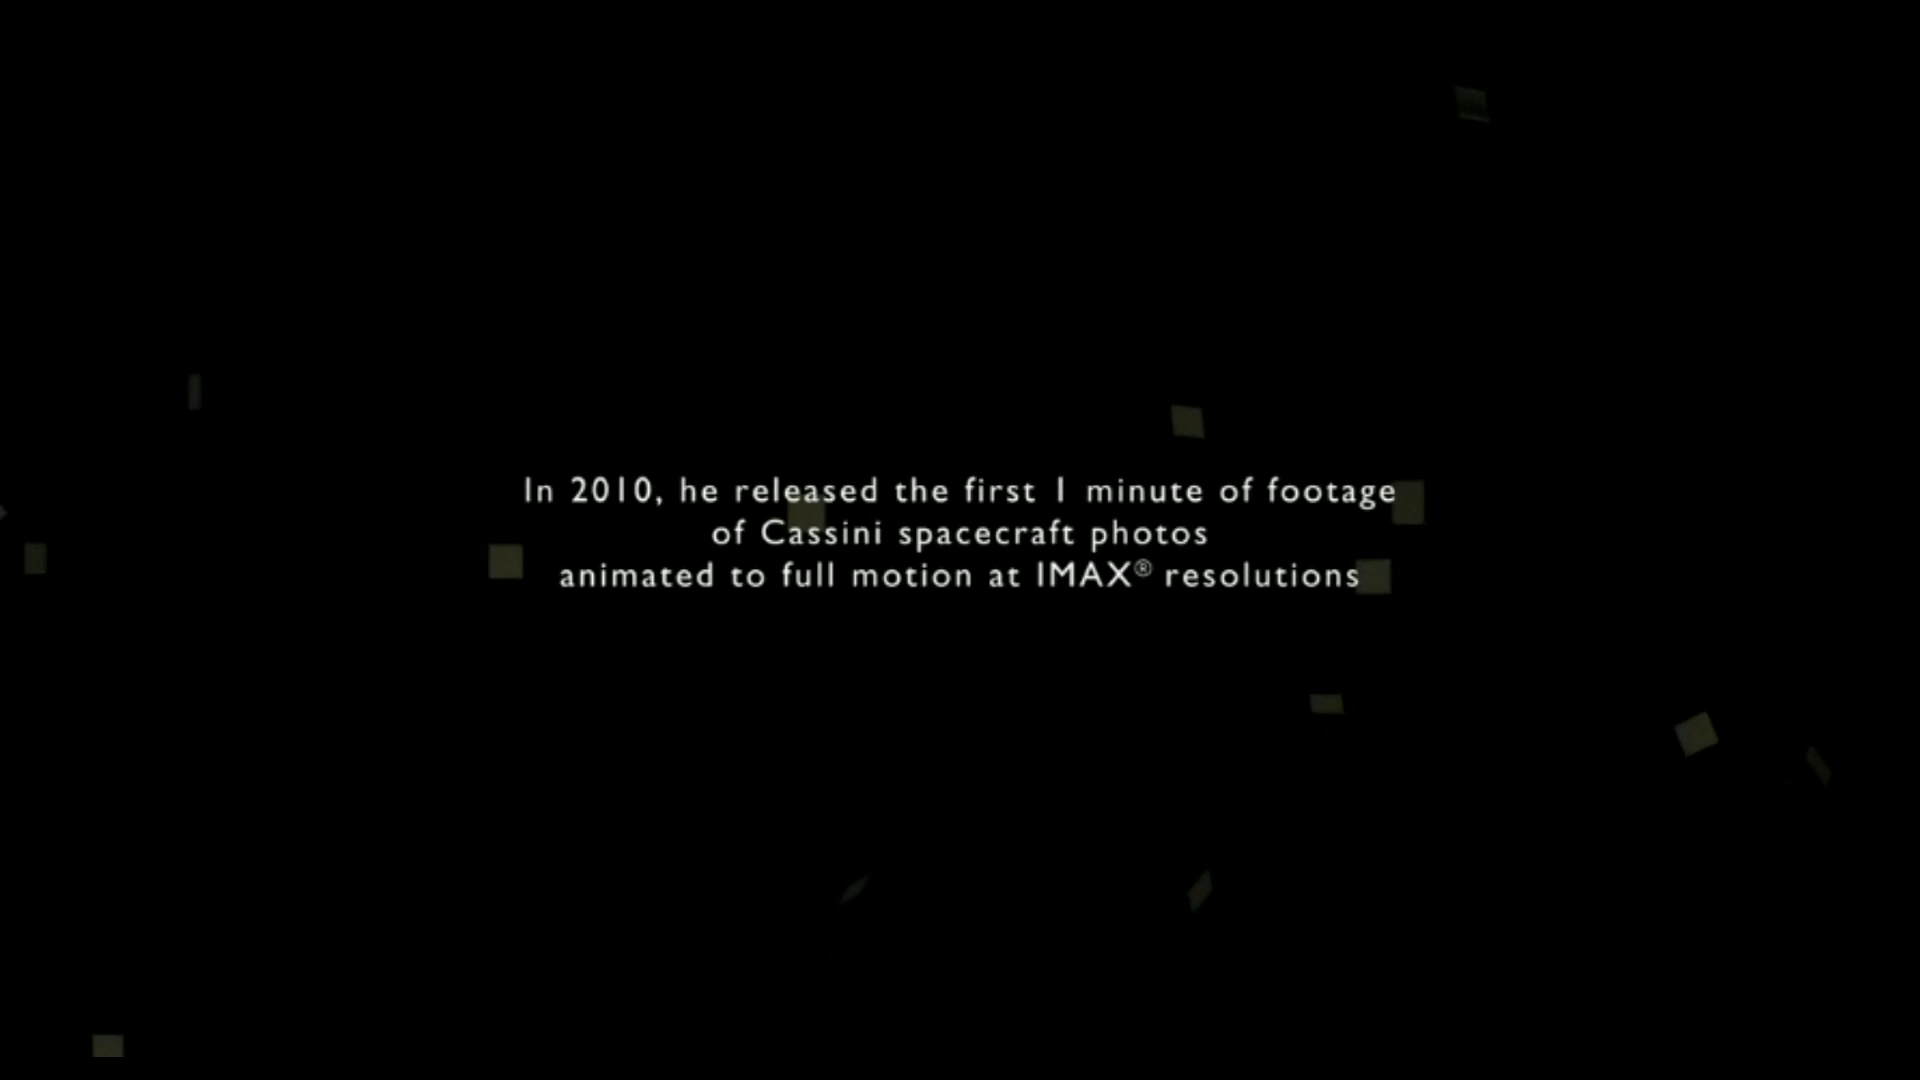 In 2010, he released the first 1 minute of footage
of Cassini spacecraft photos
animated to full motion at IMAX® resolutions